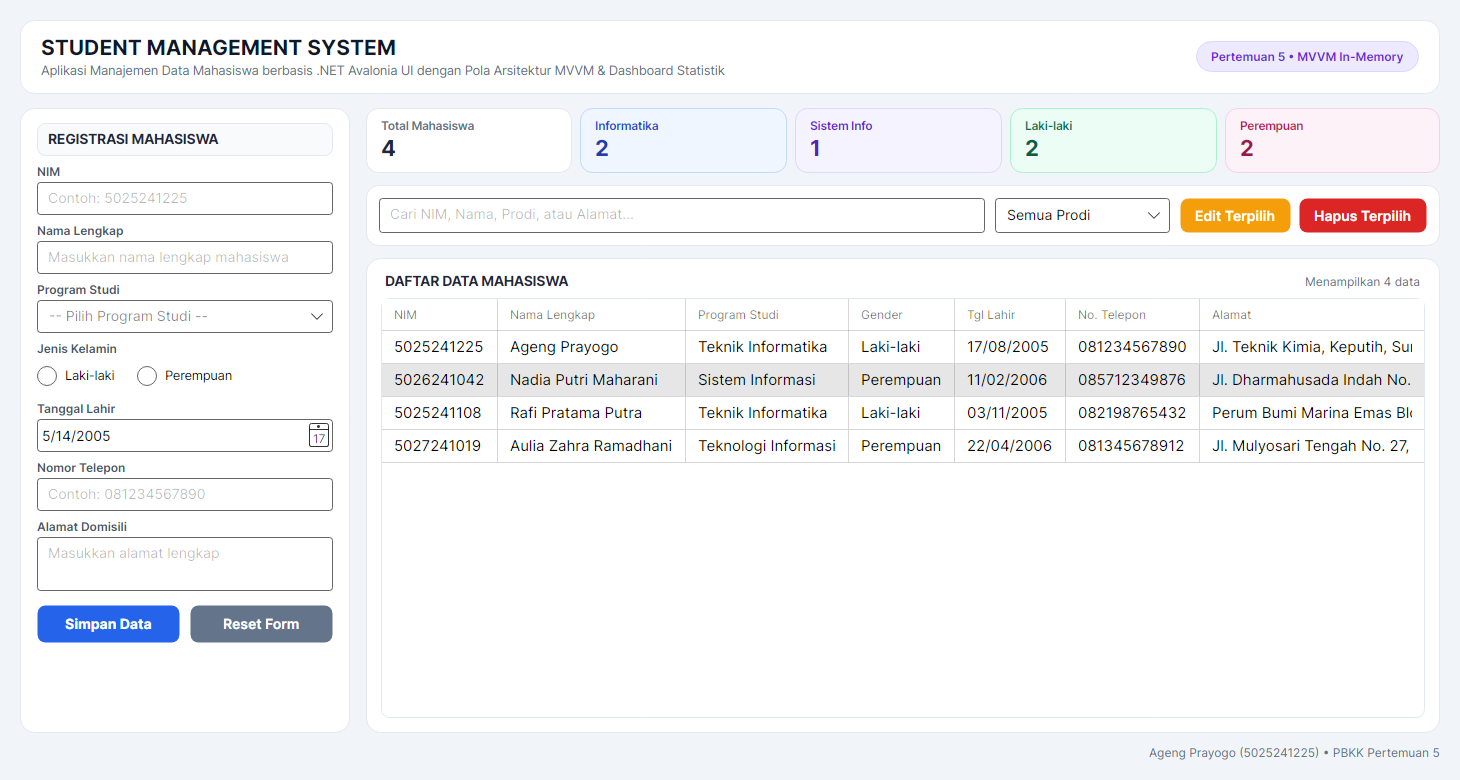 STUDENT MANAGEMENT SYSTEM
Aplikasi Manajemen Data Mahasiswa berbasis .NET Avalonia UI dengan Pola Arsitektur MVVM & Dashboard Statistik
Pertemuan 5 • MVVM In-Memory
REGISTRASI MAHASISWA
NIM
Contoh: 5025241225
Nama Lengkap
Masukkan nama lengkap mahasiswa
Program Studi
-- Pilih Program Studi --
Jenis Kelamin
Laki-laki Perempuan
Tanggal Lahir
5/14/2005 17
Nomor Telepon
Contoh: 081234567890
Alamat Domisili
Masukkan alamat lengkap
Simpan Data Reset Form
Total Mahasiswa Informatika Sistem Info Laki-laki Perempuan
4 2 1 2 2
Cari NIM, Nama, Prodi, atau Alamat... Semua Prodi Edit Terpilih Hapus Terpilih
DAFTAR DATA MAHASISWA Menampilkan 4 data
NIM Nama Lengkap Program Studi Gender Tgl Lahir No. Telepon Alamat
5025241225 Ageng Prayogo Teknik Informatika Laki-laki 17/08/2005 081234567890 Jl. Teknik Kimia, Keputih,
5026241042 Nadia Putri Maharani Sistem Informasi Perempuan 11/02/2006 085712349876 Jl. Dharmahusada Indah No.
5025241108 Rafi Pratama Putra Teknik Informatika Laki-laki 03/11/2005 082198765432 Perum Bumi Marina Emas
5027241019 Aulia Zahra Ramadhani Teknologi Informasi Perempuan 22/04/2006 081345678912 Jl. Mulyosari Tengah No. 27,
Ageng Prayogo (5025241225) • PBKK Pertemuan 5